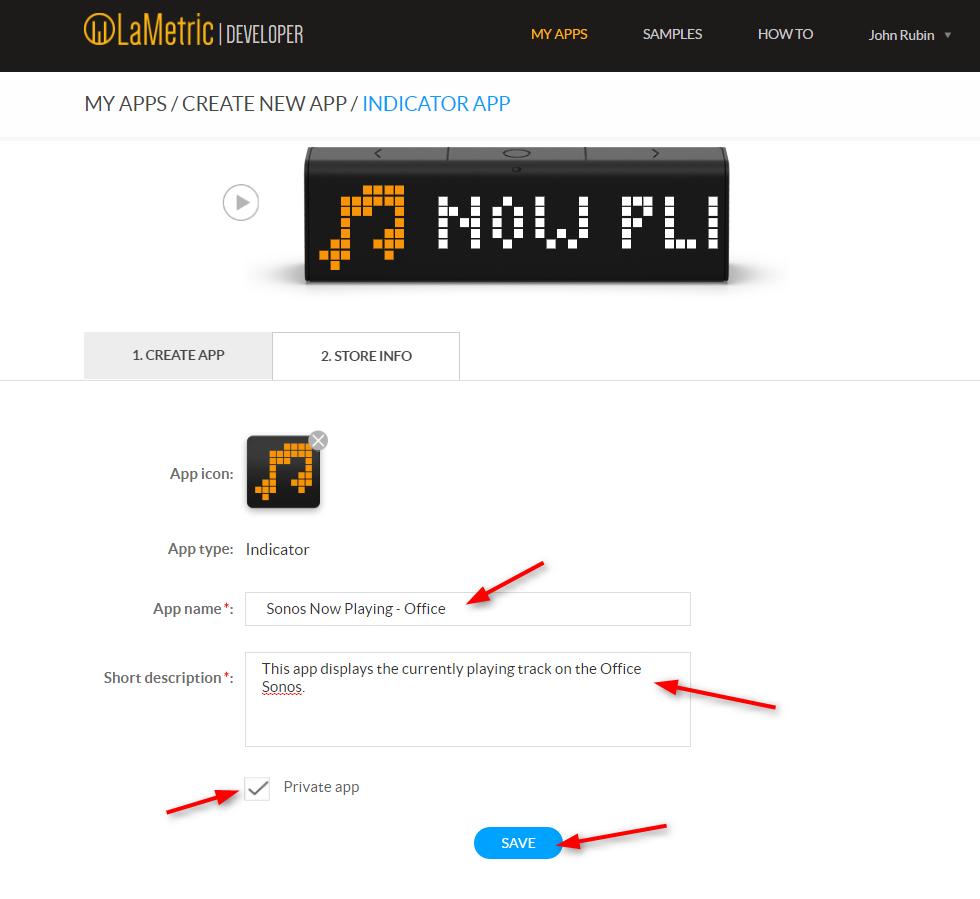 LaMetric | DEVELOPER
MY APPS SAMPLES HOW TO John Rubin
MY APPS / CREATE NEW APP / INDICATOR APP
NOW PLI
1. CREATE APP 2. STORE INFO
App icon:
App type: Indicator
App name*: Sonos Now Playing - Office
Short description*: This app displays the currently playing track on the Office
Sonos.
Private app
SAVE